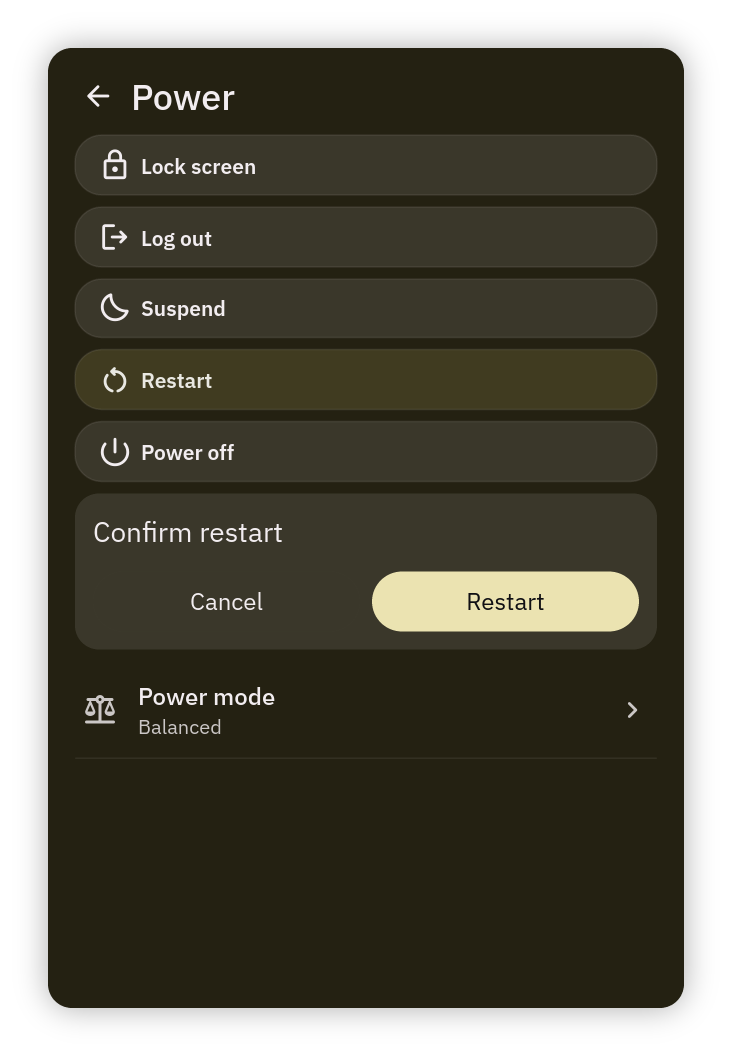 Power
Lock screen
Log out
Suspend
Restart
Power off
Confirm restart
Cancel
Restart
Power mode
Balanced